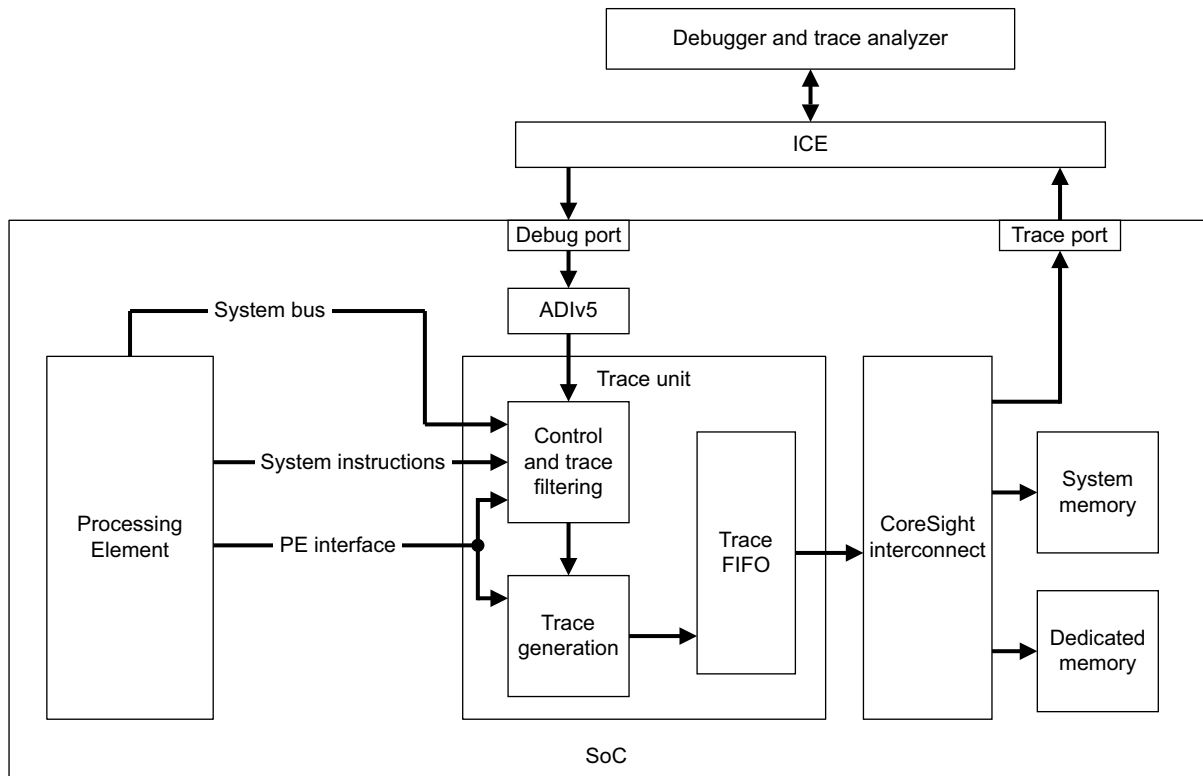 Debugger and trace analyzer
ICE
Debug port
Trace port
ADIv5
System bus
Trace unit
Control
and trace
filtering
System instructions
System
memory
Processing
Element
PE interface
Trace
FIFO
CoreSight
interconnect
Trace
generation
Dedicated
memory
SoC